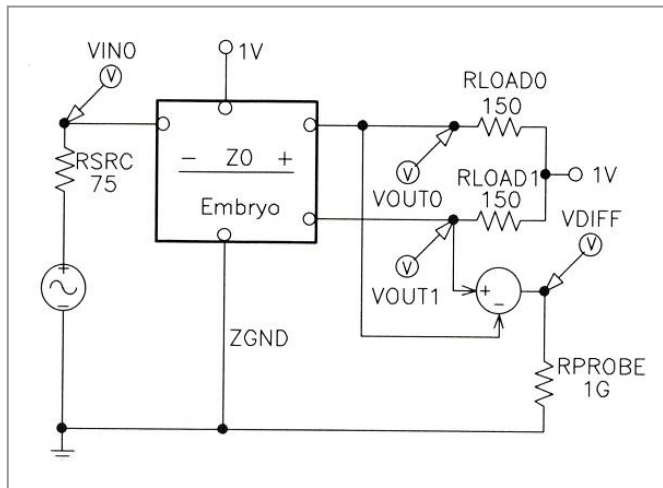 VIN0
1V
RLOAD0
150
RSRC
75
− Z0 +
Embryo
VOUT0
RLOAD1
150
1V
VDIFF
VOUT1
ZGND
RPROBE
1G
V
V
V
V
+
−
+
−